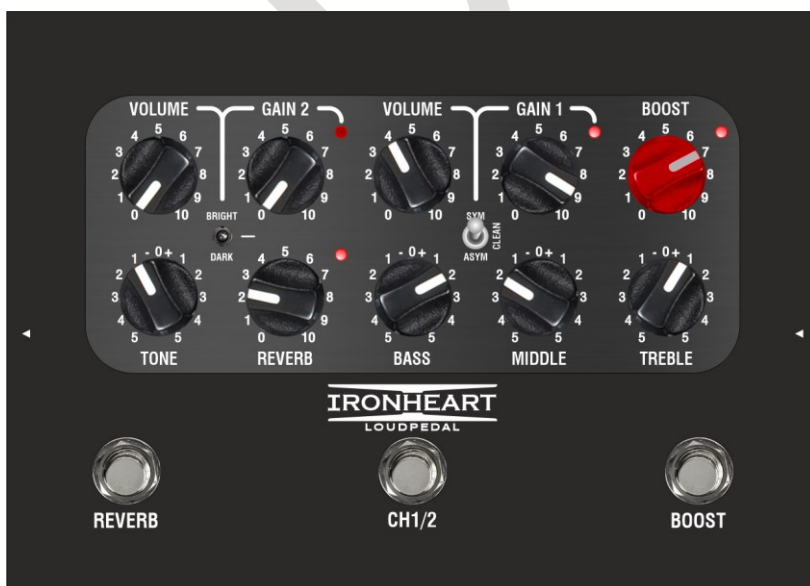 VOLUME GAIN 2 VOLUME GAIN 1 BOOST
0 1 2 3 4 5 6 7 8 9 10
0 1 2 3 4 5 6 7 8 9 10
0 1 2 3 4 5 6 7 8 9 10
0 1 2 3 4 5 6 7 8 9 10
0 1 2 3 4 5 6 7 8 9 10
BRIGHT
DARK
SYM
ASYM
CLEAN
5 4 3 2 1 - 0 + 1 2 3 4 5
0 1 2 3 4 5 6 7 8 9 10
5 4 3 2 1 - 0 + 1 2 3 4 5
5 4 3 2 1 - 0 + 1 2 3 4 5
5 4 3 2 1 - 0 + 1 2 3 4 5
TONE REVERB BASS MIDDLE TREBLE
IRONHEART
LOUDPEDAL
REVERB CH1/2 BOOST